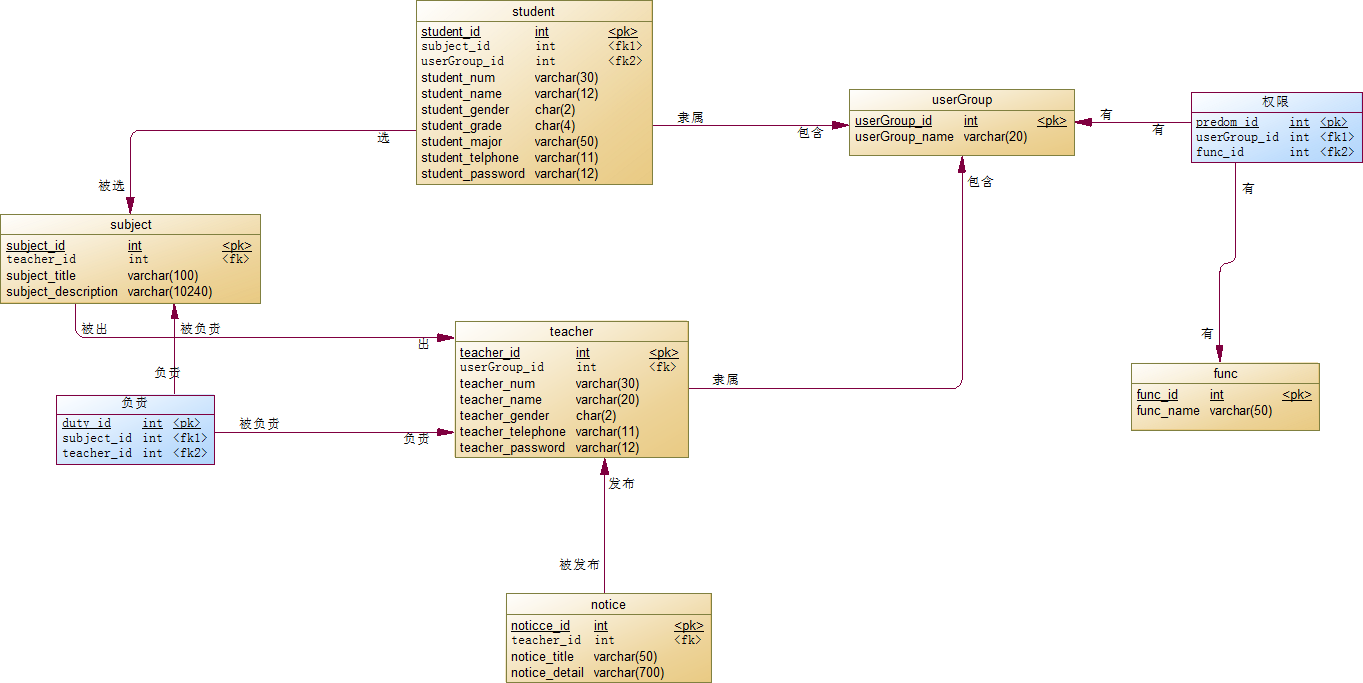 student
student_id int <pk>
subject_id int <fk1>
userGroup_id int <fk2>
student_num varchar(30)
student_name varchar(12)
student_gender char(2)
student_grade char(4)
student_major varchar(50)
student_telphone varchar(11)
student_password varchar(12)
隶属
包含
userGroup
userGroup_id int <pk>
userGroup_name varchar(20)
有
有
权限
predom_id int <pk>
userGroup_id int <fk1>
func_id int <fk2>
选
被选
包含
有
有
subject
subject_id int <pk>
teacher_id int <fk>
subject_title varchar(100)
subject_description varchar(10240)
被出
被负责
出
负责
teacher
teacher_id int <pk>
userGroup_id int <fk>
teacher_num varchar(30)
teacher_name varchar(20)
teacher_gender char(2)
teacher_telephone varchar(11)
teacher_password varchar(12)
隶属
func
func_id int <pk>
func_name varchar(50)
负责
duty_id int <pk>
subject_id int <fk1>
teacher_id int <fk2>
被负责
负责
发布
被发布
notice
noticce_id int <pk>
teacher_id int <fk>
notice_title varchar(50)
notice_detail varchar(700)